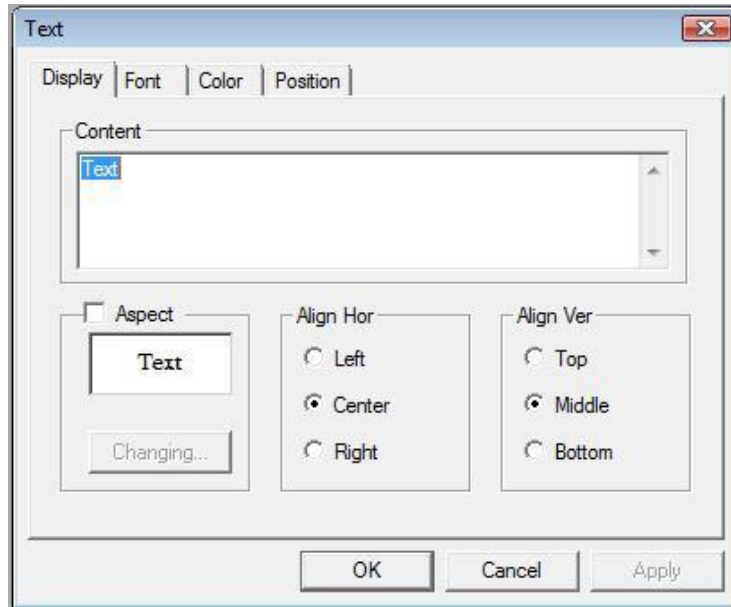 Text
Display Font Color Position
Content
Text
Aspect Align Hor Align Ver
Text Left Top
Center Middle
Changing... Right Bottom
OK Cancel Apply